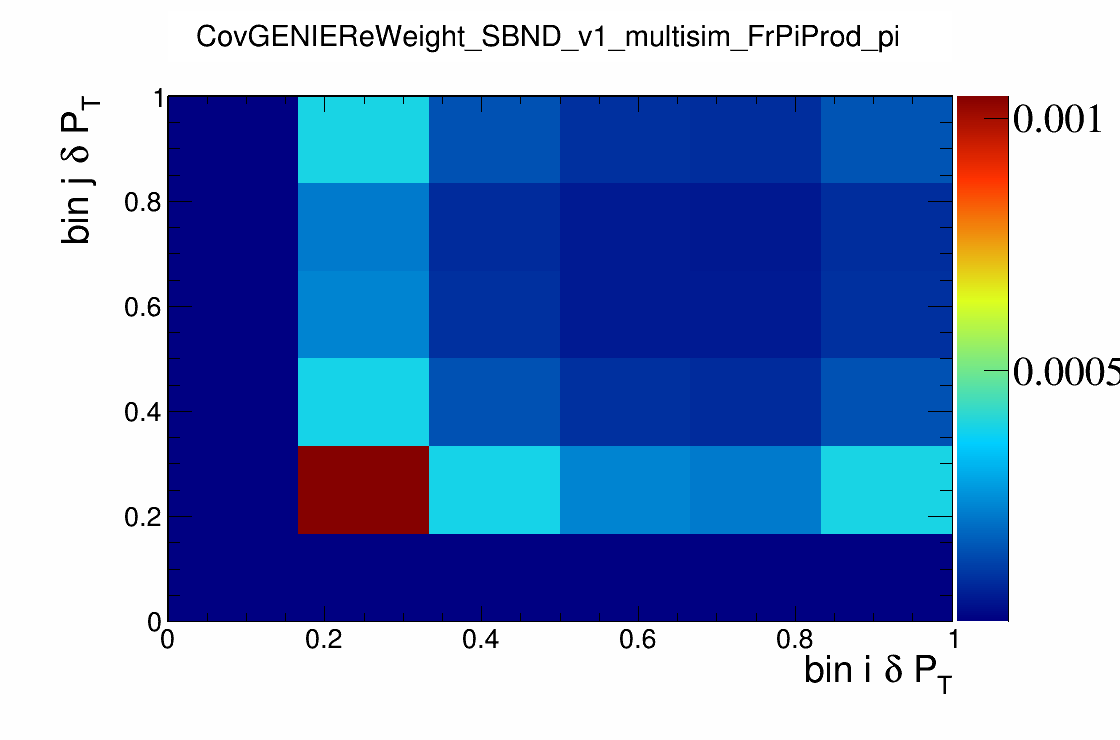 CovGENIEReWeight_SBND_v1_multisim_FrPiProd_pi
bin j δ P_T
1
0.8
0.6
0.4
0.2
0
0 0.2 0.4 0.6 0.8 1
bin i δ P_T
0.001
0.0005